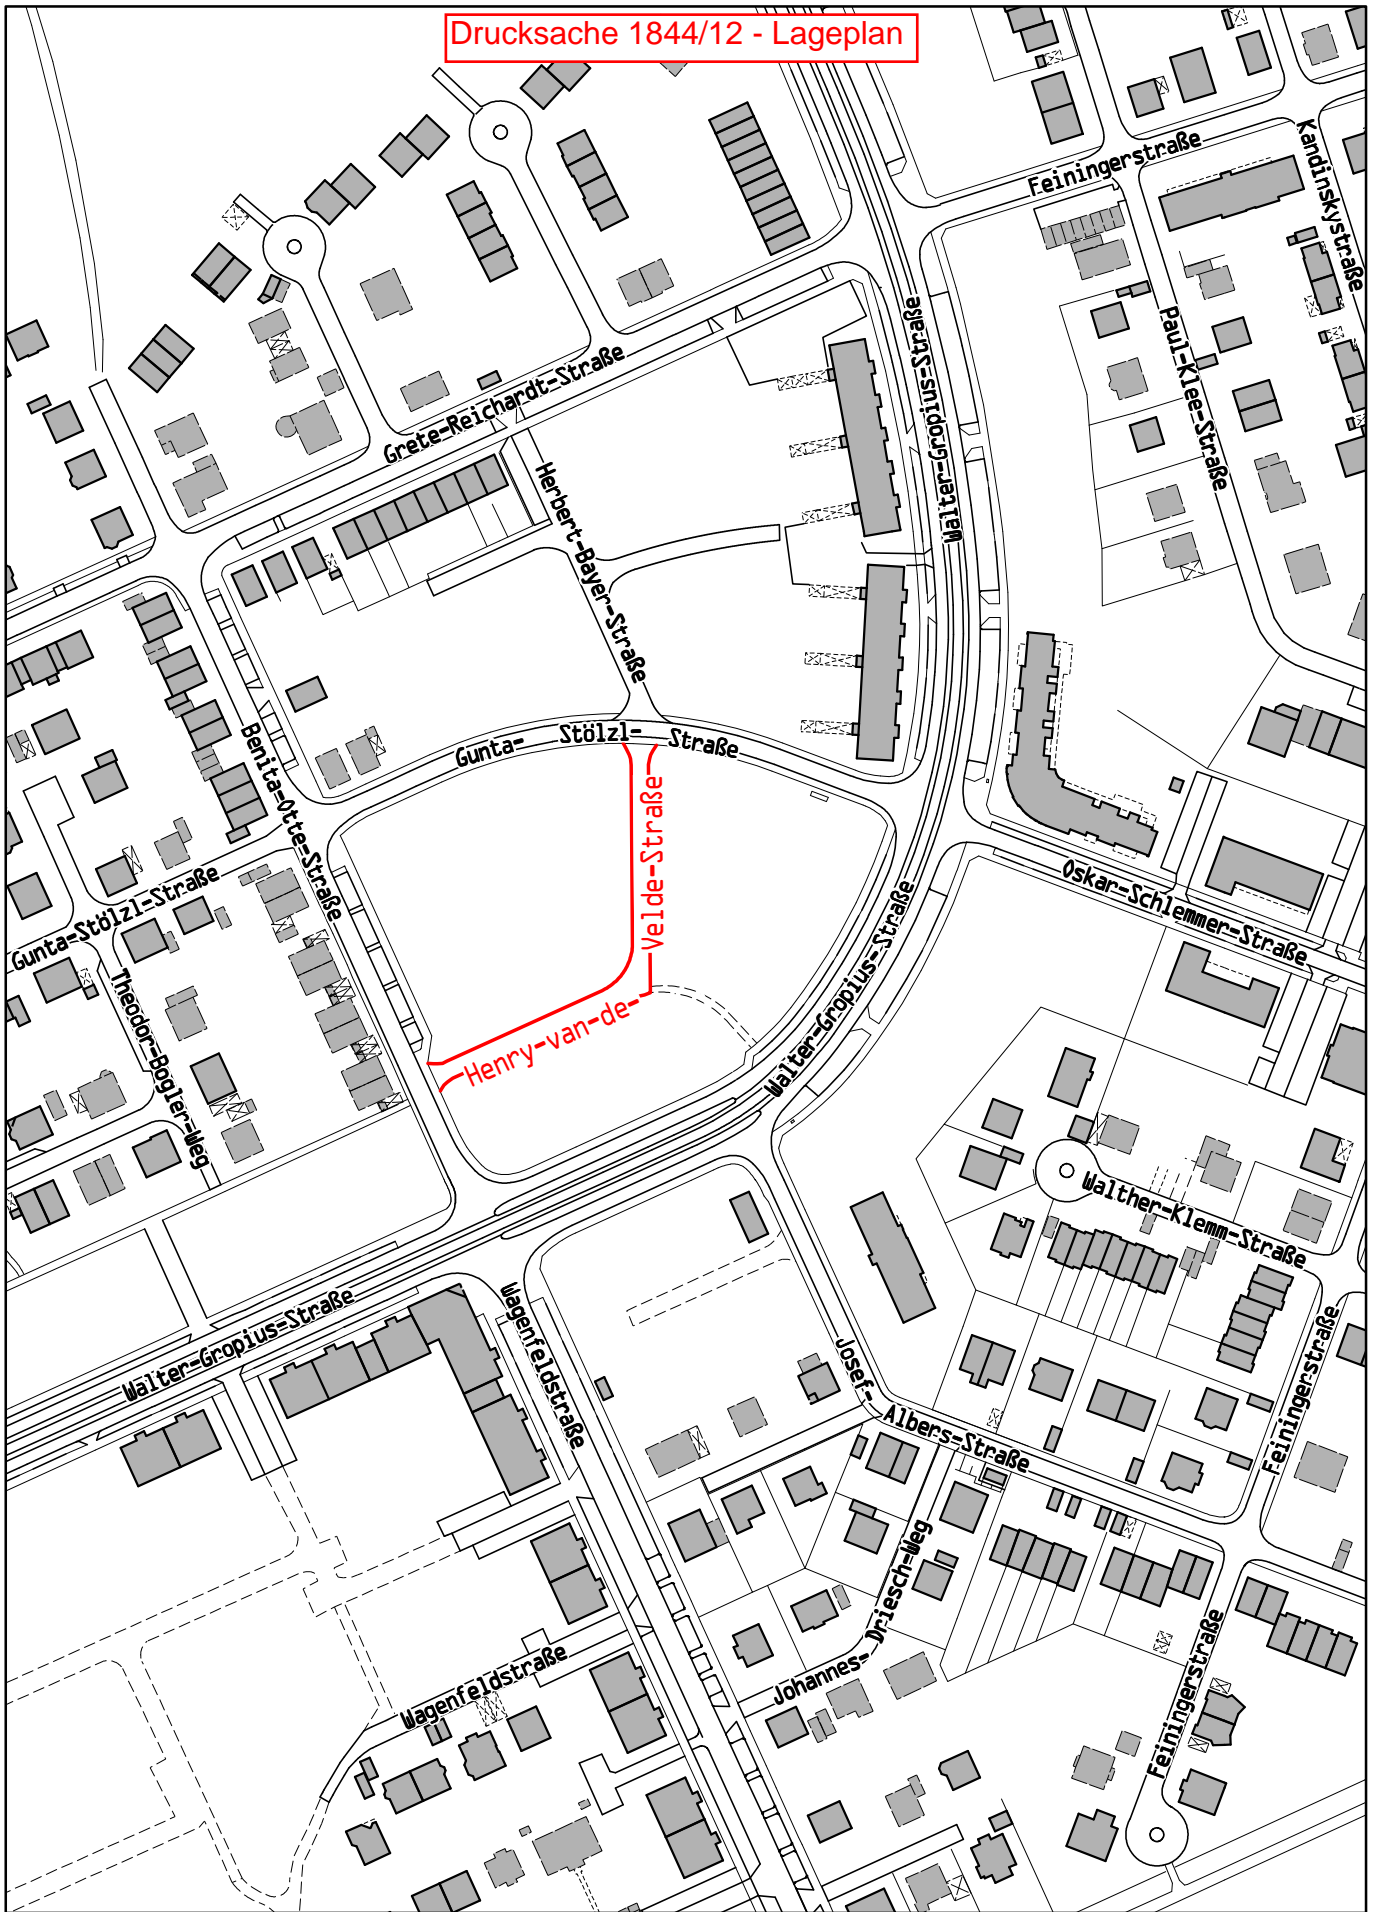 Drucksache 1844/12 - Lageplan
Feiningerstraße
Kandinskystraße
Paul-Klee-Straße
Walter-Gropius-Straße
Grete-Reichardt-Straße
Herbert-Bayer-Straße
Gunta- Stölzl- Straße
Benita-Otte-Straße
Velde-Straße
Henry-van-de-
Gunta-Stölzl-Straße
Theodor-Bogler-Weg
Oskar-Schlemmer-Straße
Walter-Gropius-Straße
Walther-Klemm-Straße
Walter-Gropius-Straße
Wagenfeldstraße
Josef-
Albers-Straße
Feiningerstraße
Johannes- Driesch-Weg
Wagenfeldstraße
Feiningerstraße